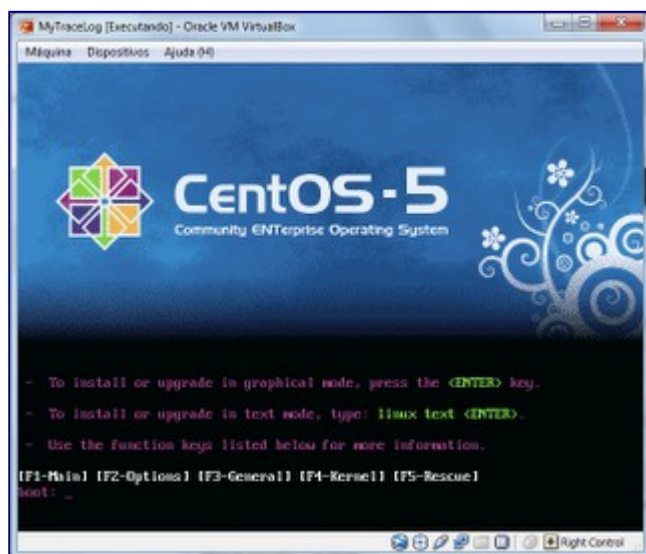 MyTraceLog [Executando] - Oracle VM VirtualBox
Máquina Dispositivos Ajuda (H)
CentOS-5
Community ENTerprise Operating System
- To install or upgrade in graphical mode, press the <ENTER> key.
- To install or upgrade in text mode, type: linux text <ENTER>.
- Use the function keys listed below for more information.
[F1-Main] [F2-Options] [F3-General] [F4-Kernel] [F5-Rescue]
boot: _
Right Control